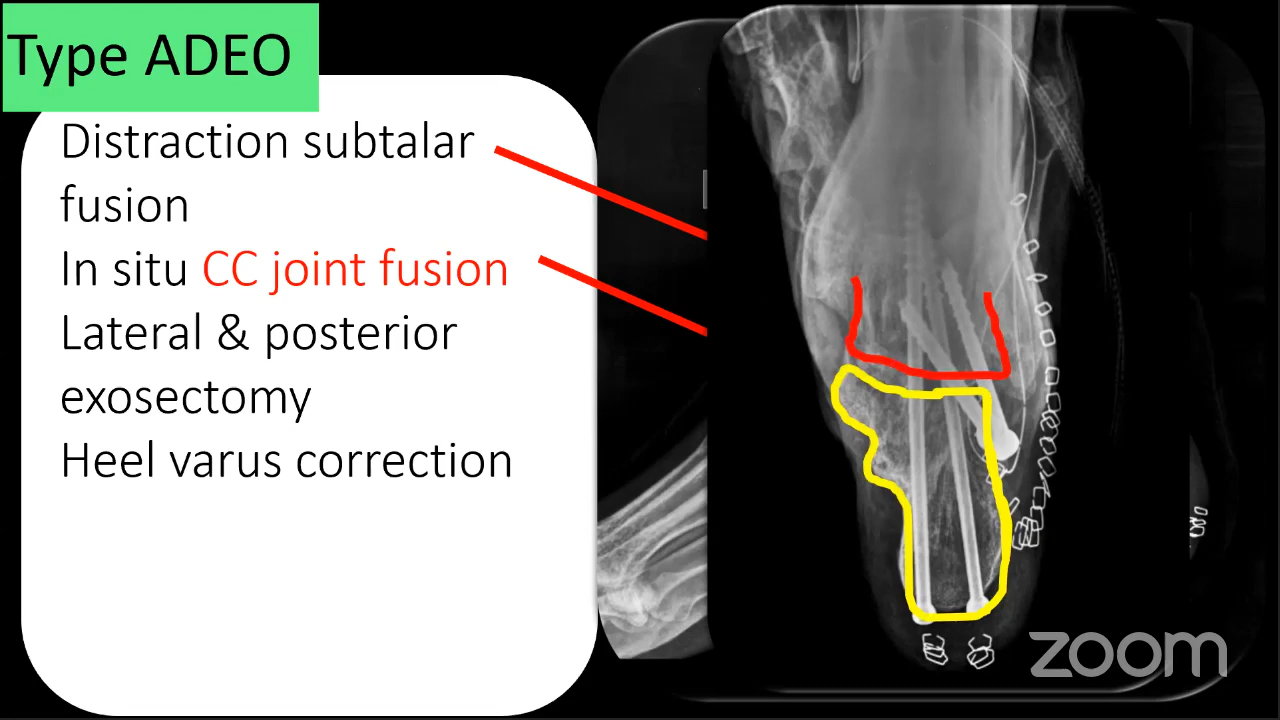 Type ADEO
Distraction subtalar
fusion
In situ CC joint fusion
Lateral & posterior
exosectomy
Heel varus correction
zoom